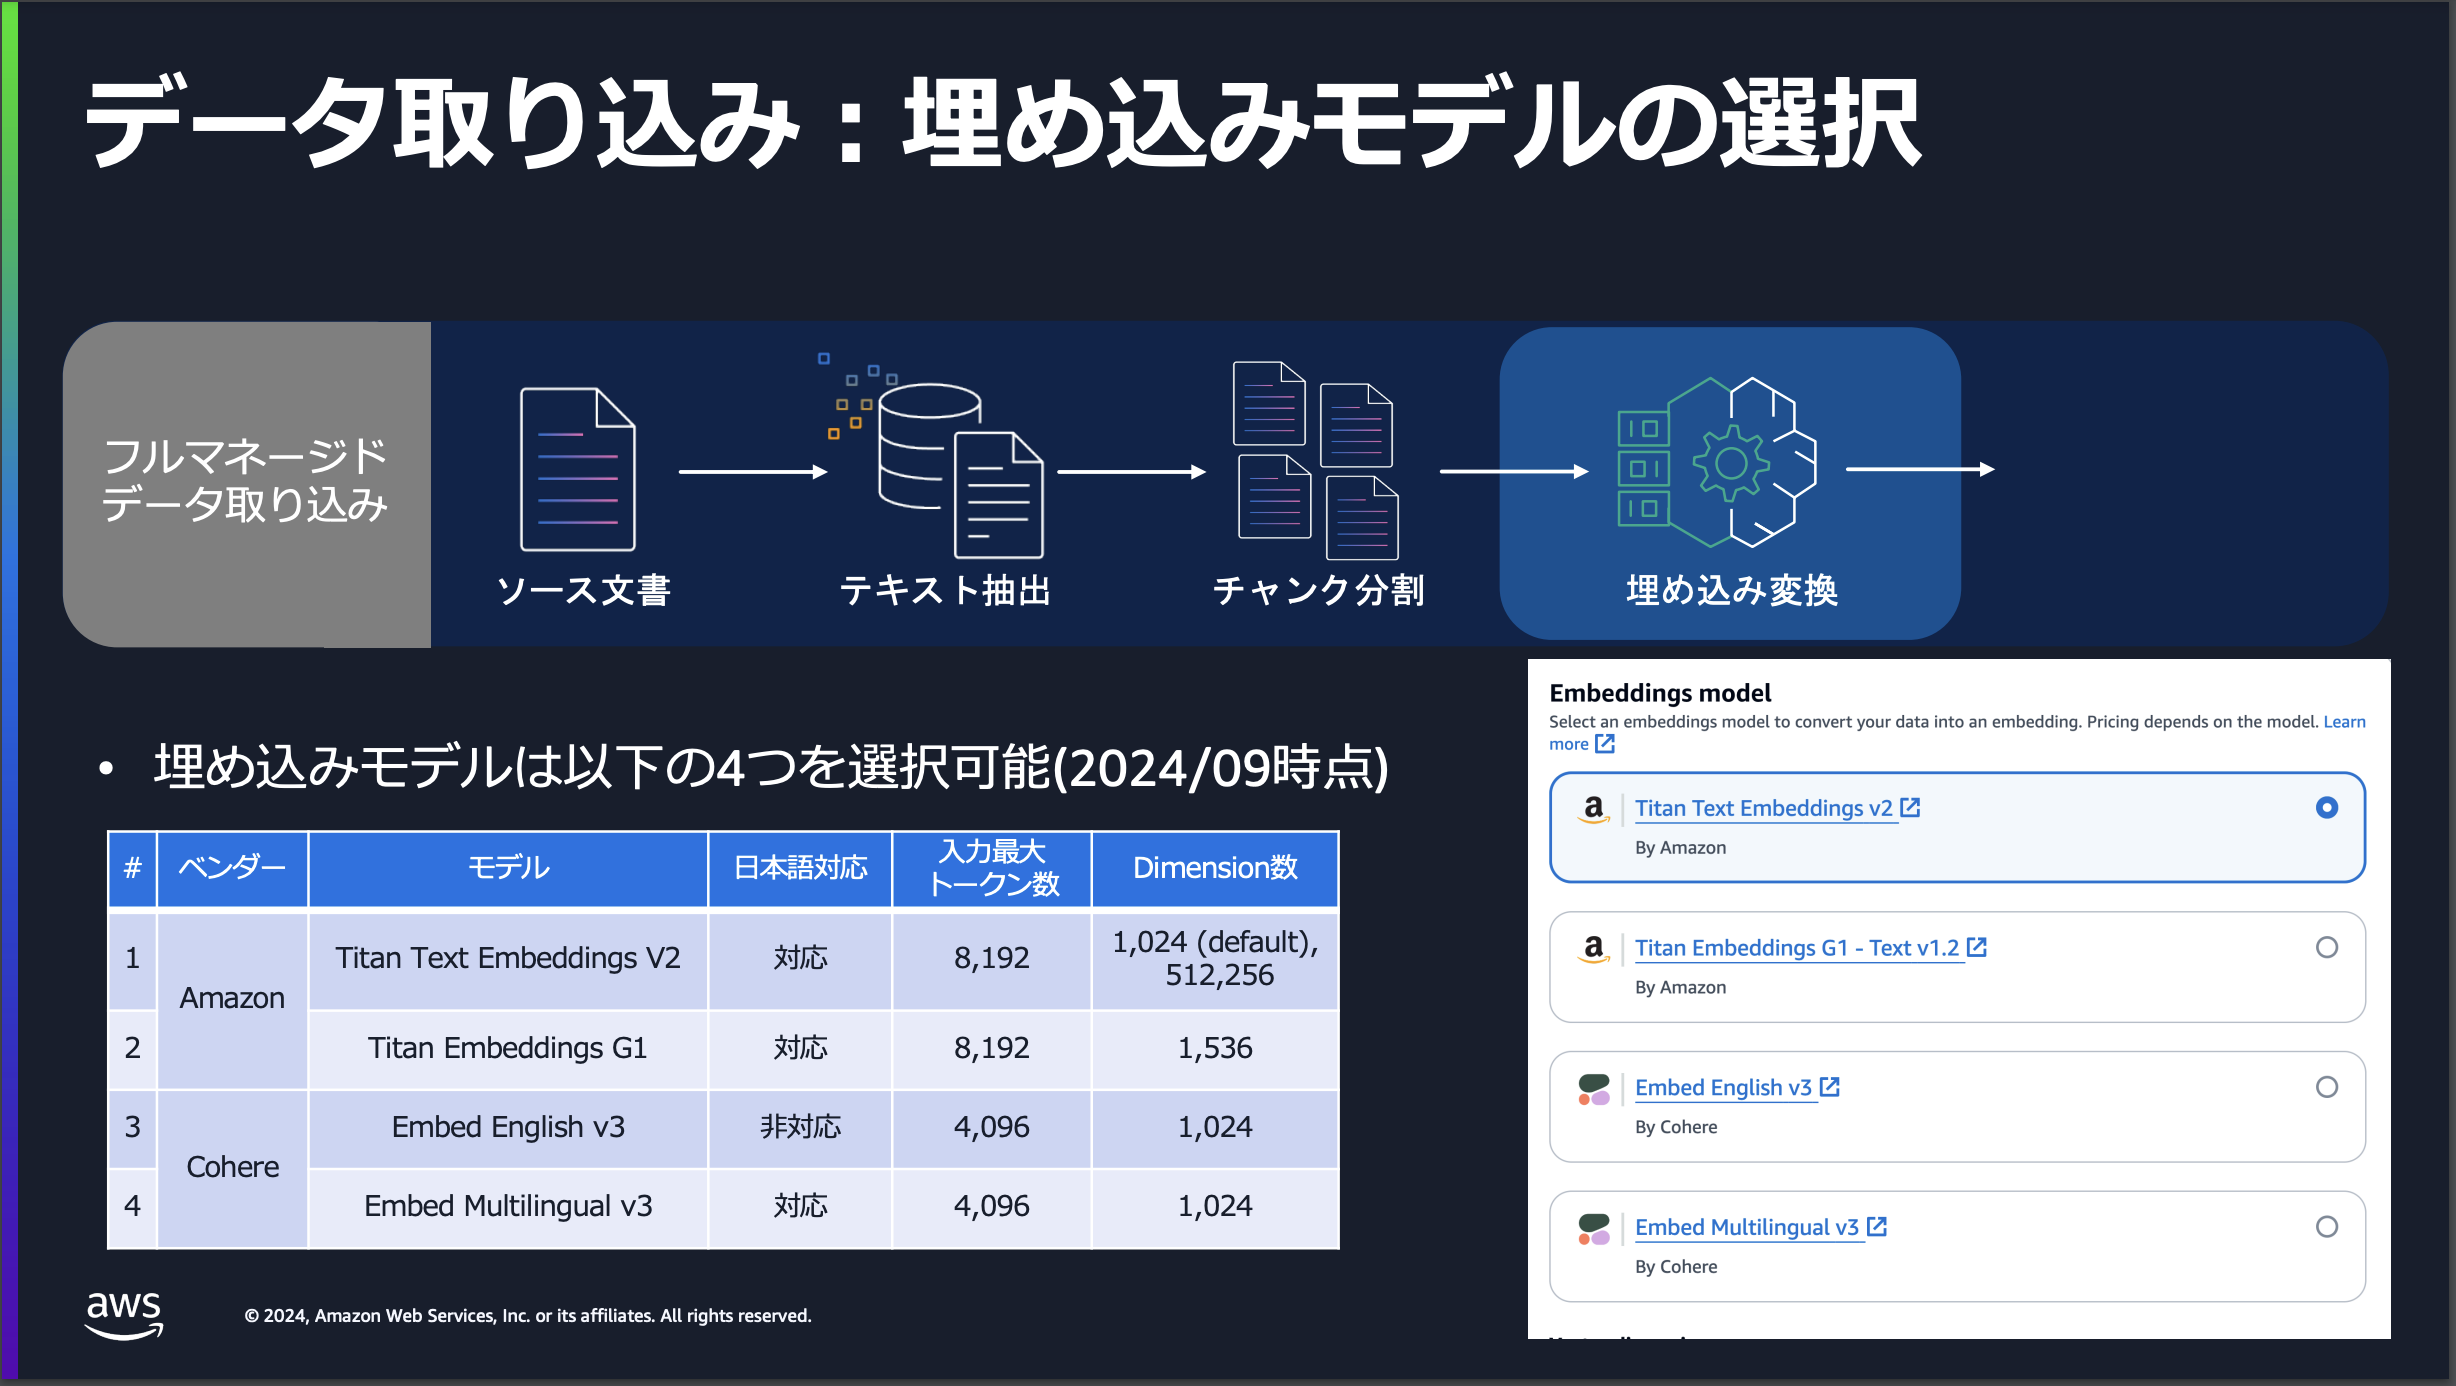 データ取り込み：埋め込みモデルの選択
フルマネージド
データ取り込み
ソース文書
テキスト抽出
チャンク分割
埋め込み変換
• 埋め込みモデルは以下の4つを選択可能(2024/09時点)
# ベンダー モデル 日本語対応 入力最大トークン数 Dimension数
1 Amazon Titan Text Embeddings V2 対応 8,192 1,024 (default), 512,256
2 Titan Embeddings G1 対応 8,192 1,536
3 Cohere Embed English v3 非対応 4,096 1,024
4 Embed Multilingual v3 対応 4,096 1,024
Embeddings model
Select an embeddings model to convert your data into an embedding. Pricing depends on the model. Learn
more
a Titan Text Embeddings v2
By Amazon
a Titan Embeddings G1 - Text v1.2
By Amazon
Embed English v3
By Cohere
Embed Multilingual v3
By Cohere
aws
© 2024, Amazon Web Services, Inc. or its affiliates. All rights reserved.